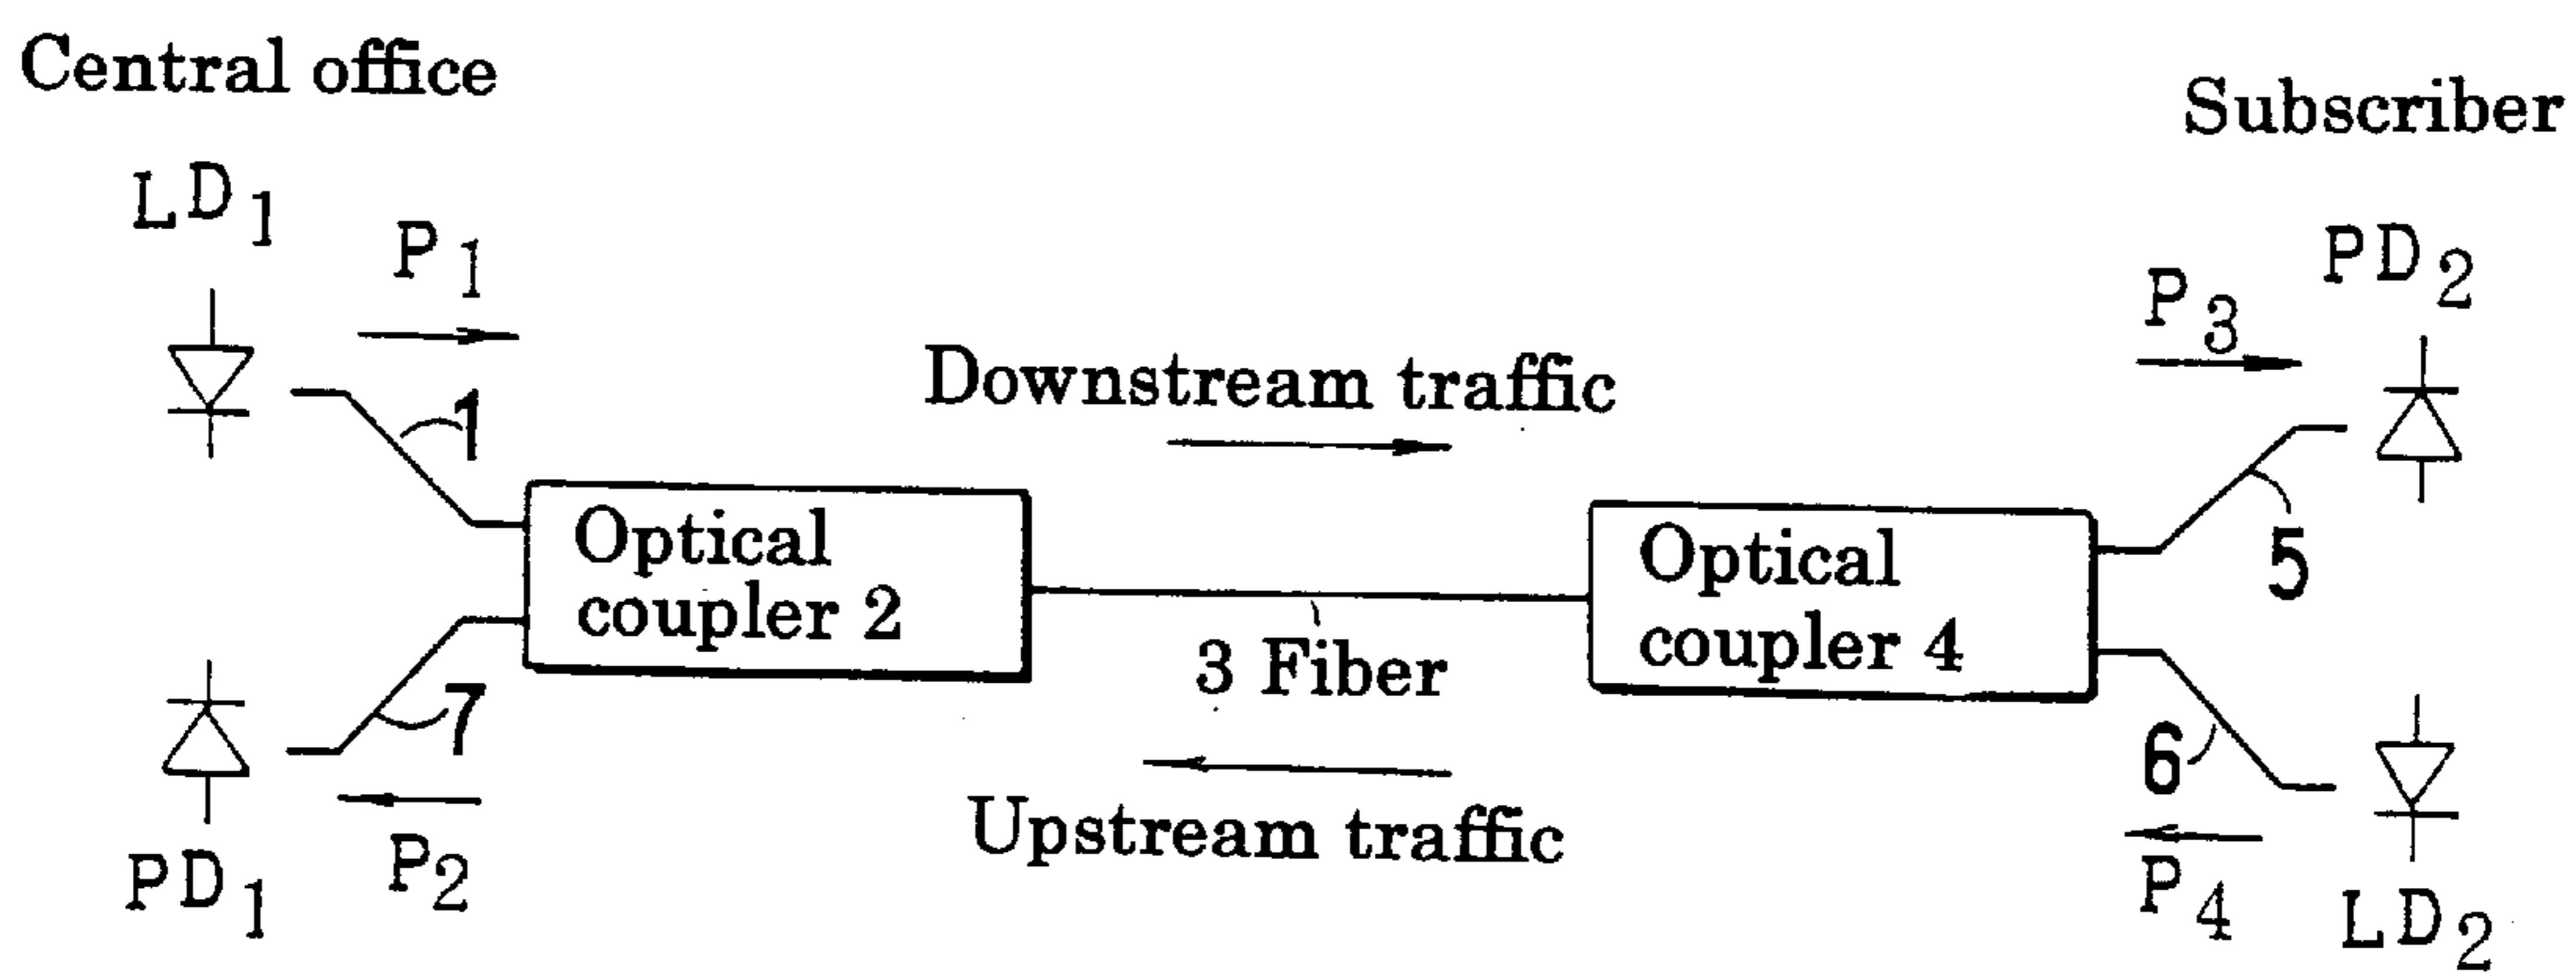 Central office
Subscriber
LD1
P1
PD2
P3
Downstream traffic
1
Optical
coupler 2
Optical
coupler 4
5
3 Fiber
7
6
Upstream traffic
P2
PD1
P4
LD2